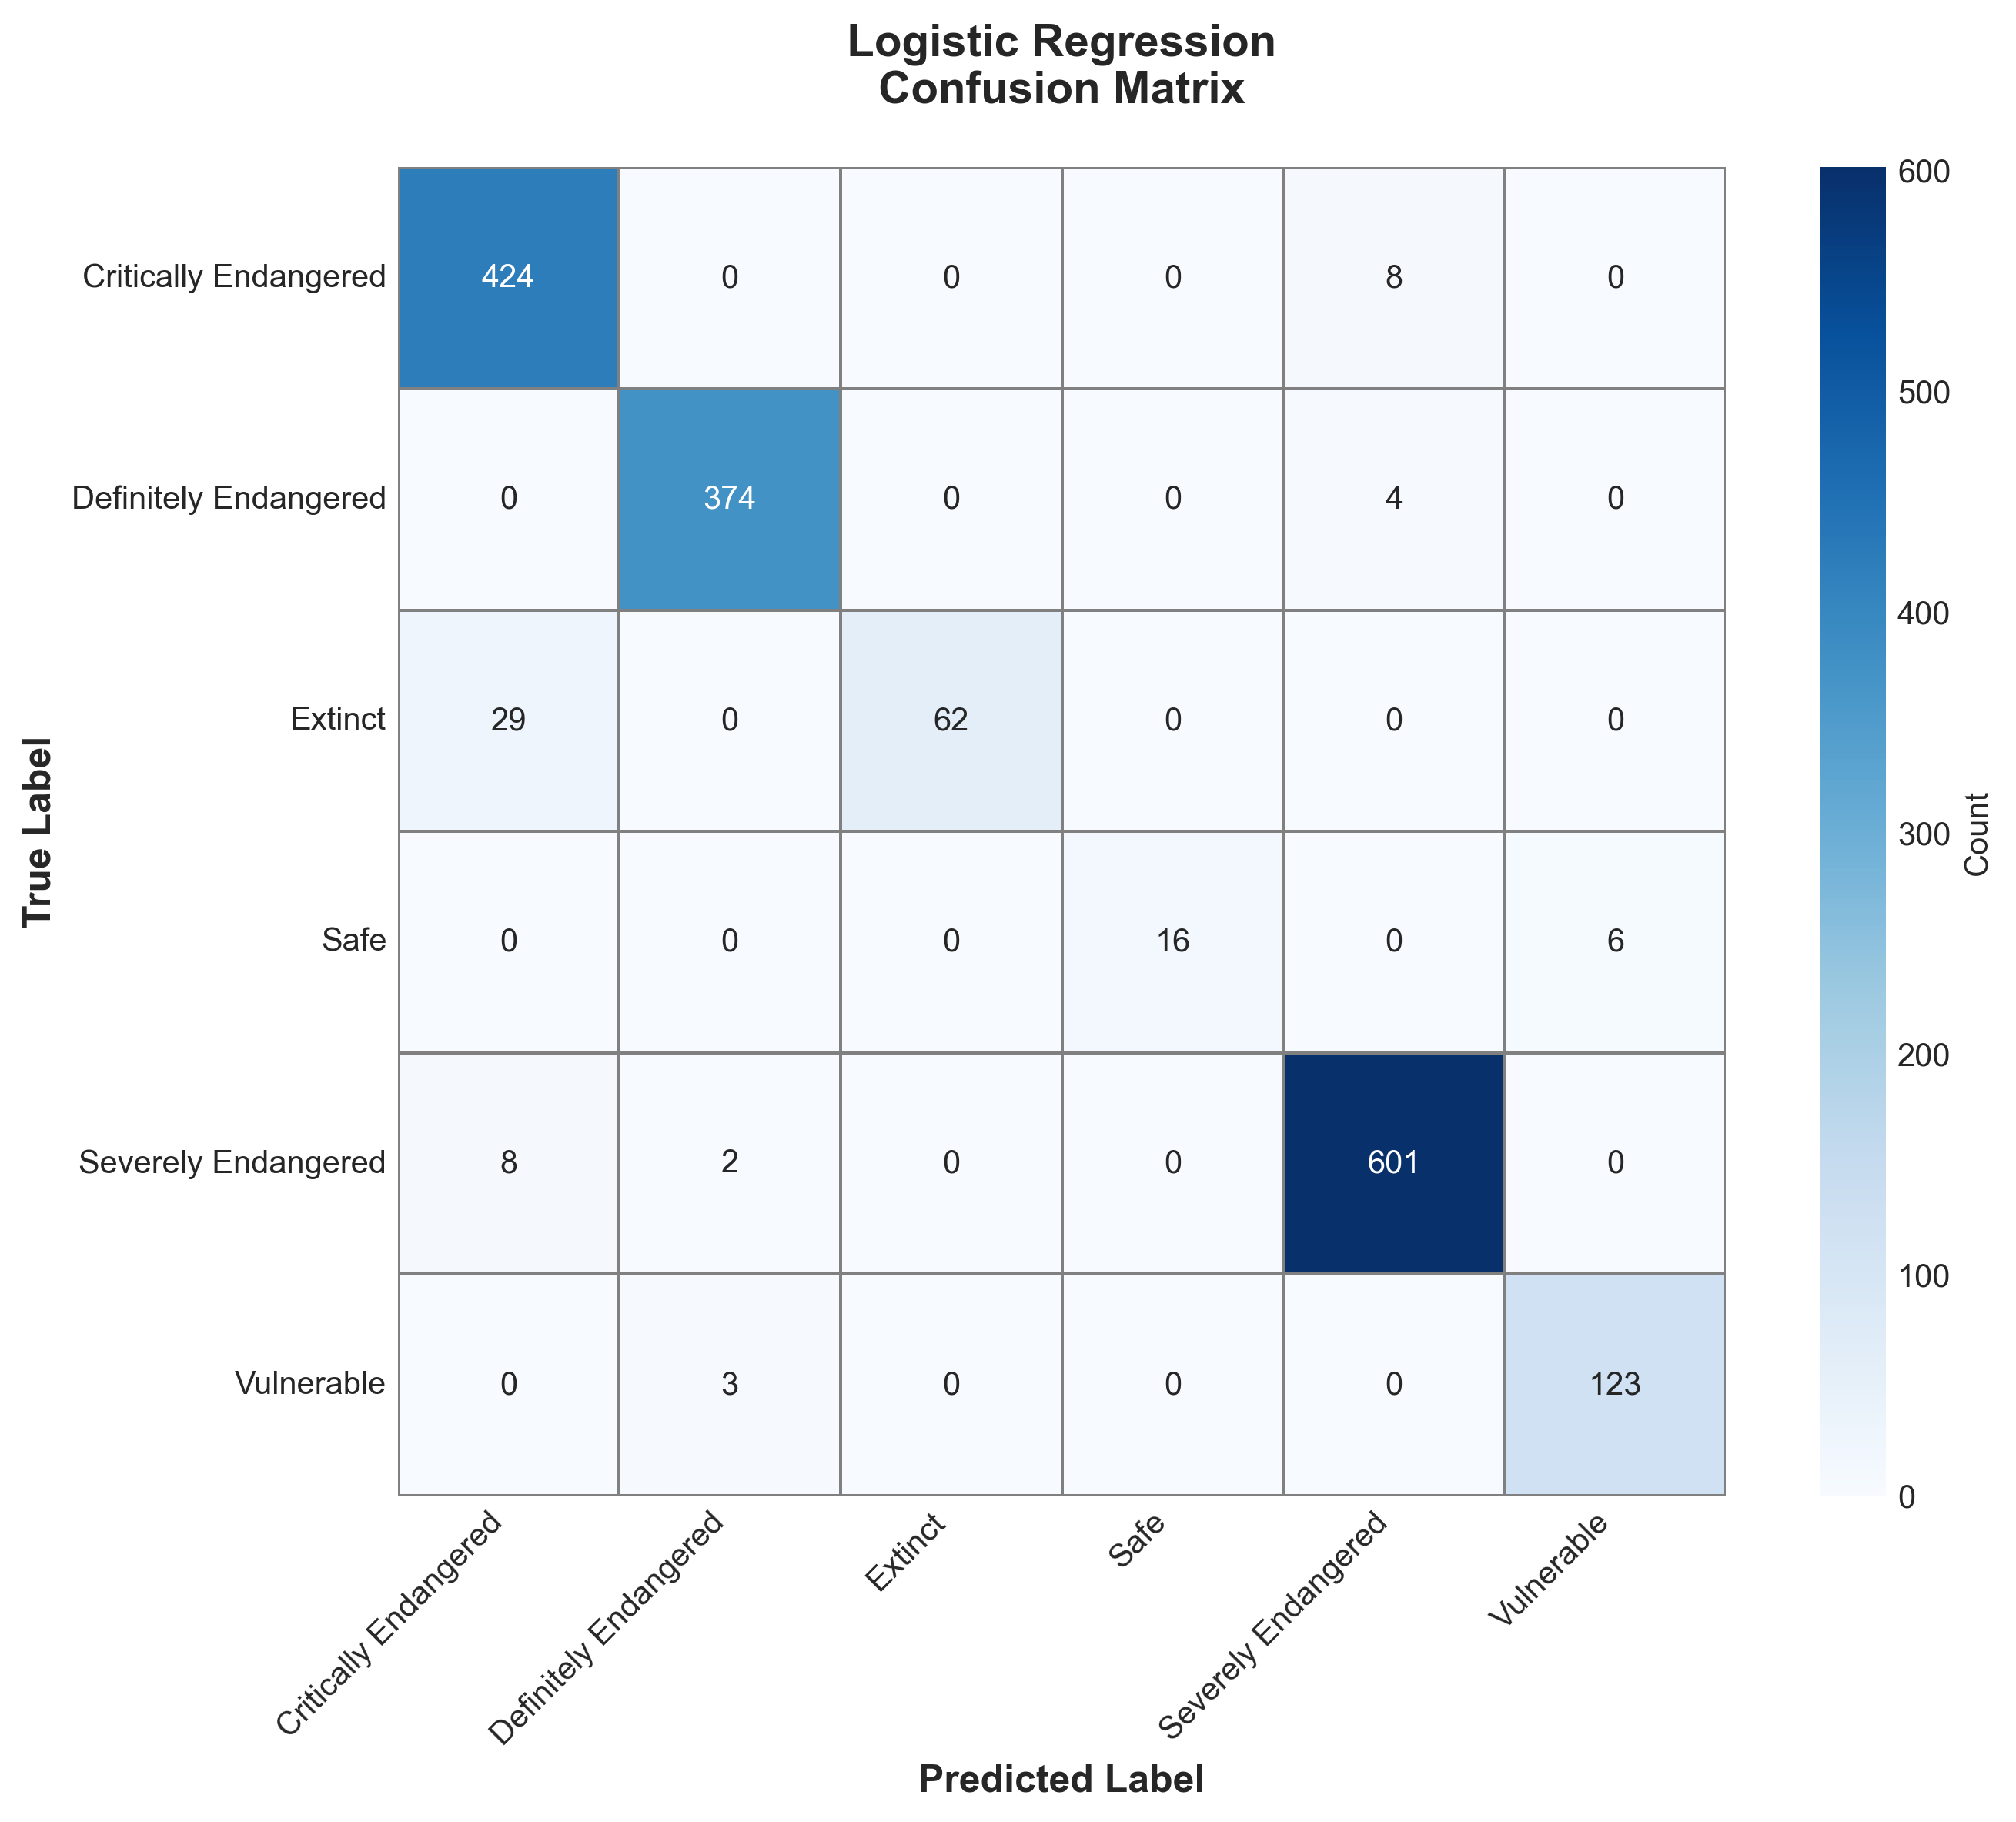 Logistic Regression
Confusion Matrix
True Label
Critically Endangered 424 0 0 0 8 0
Definitely Endangered 0 374 0 0 4 0
Extinct 29 0 62 0 0 0
Safe 0 0 0 16 0 6
Severely Endangered 8 2 0 0 601 0
Vulnerable 0 3 0 0 0 123
Critically Endangered
Definitely Endangered
Extinct
Safe
Severely Endangered
Vulnerable
Predicted Label
600
500
400
300
200
100
0
Count